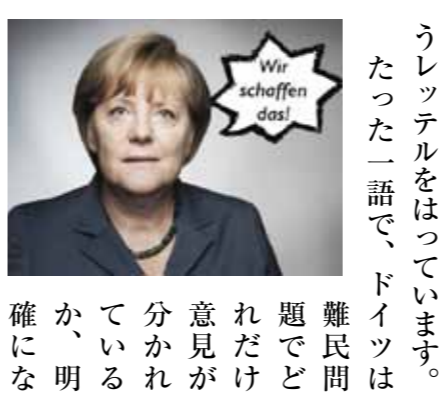 うレッテルをはっています。
たった一語で、ドイツは
難民問
題でど
れだけ
意見が
分かれ
ている
か、明
確にな
Wir
schaffen
das!